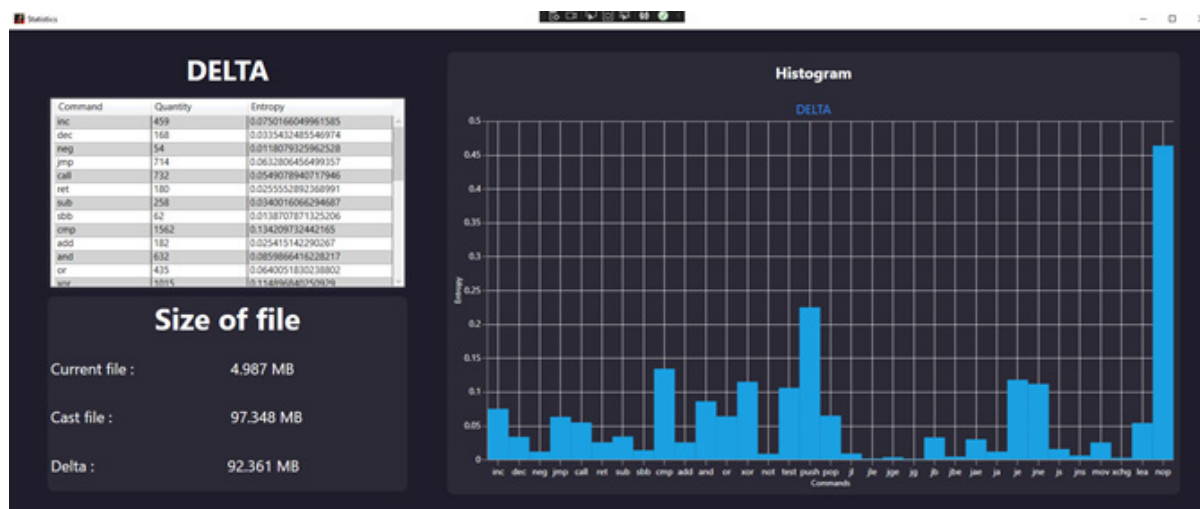 Statistics
DELTA
Command Quantity Entropy
inc 459 0.0750166049961585
dec 168 0.0335432485546974
neg 54 0.0118079325962528
jmp 714 0.0632806456499357
call 732 0.0549078940717946
ret 180 0.0255552892368991
sub 258 0.0340016066294687
sbb 62 0.0138707871325206
cmp 1562 0.134209732442165
add 182 0.025415142290267
and 632 0.0859866416228217
or 435 0.0640051830238802
xor 1015 0.114896840250929
Size of file
Current file : 4.987 MB
Cast file : 97.348 MB
Delta : 92.361 MB
Histogram
DELTA
0.5
0.45
0.4
0.35
0.3
0.25
0.2
0.15
0.1
0.05
0
Entropy
inc dec neg jmp call ret sub sbb cmp add and or xor not test push pop jl jle jge jg jb jbe jae ja je jne js jns mov xchg lea nop
Commands